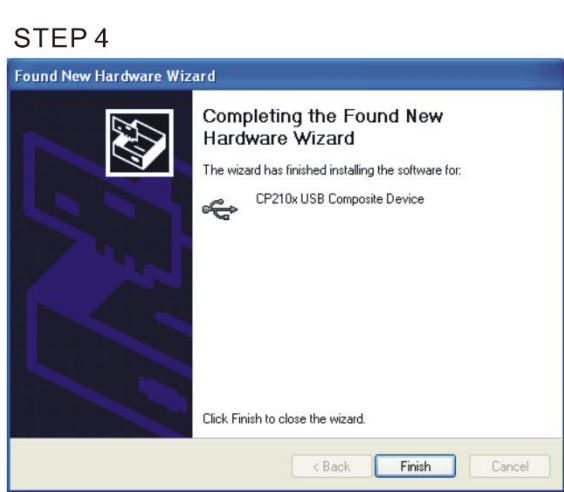 STEP 4
Found New Hardware Wizard
Completing the Found New
Hardware Wizard
The wizard has finished installing the software for:
CP210x USB Composite Device
Click Finish to close the wizard.
< Back
Finish
Cancel